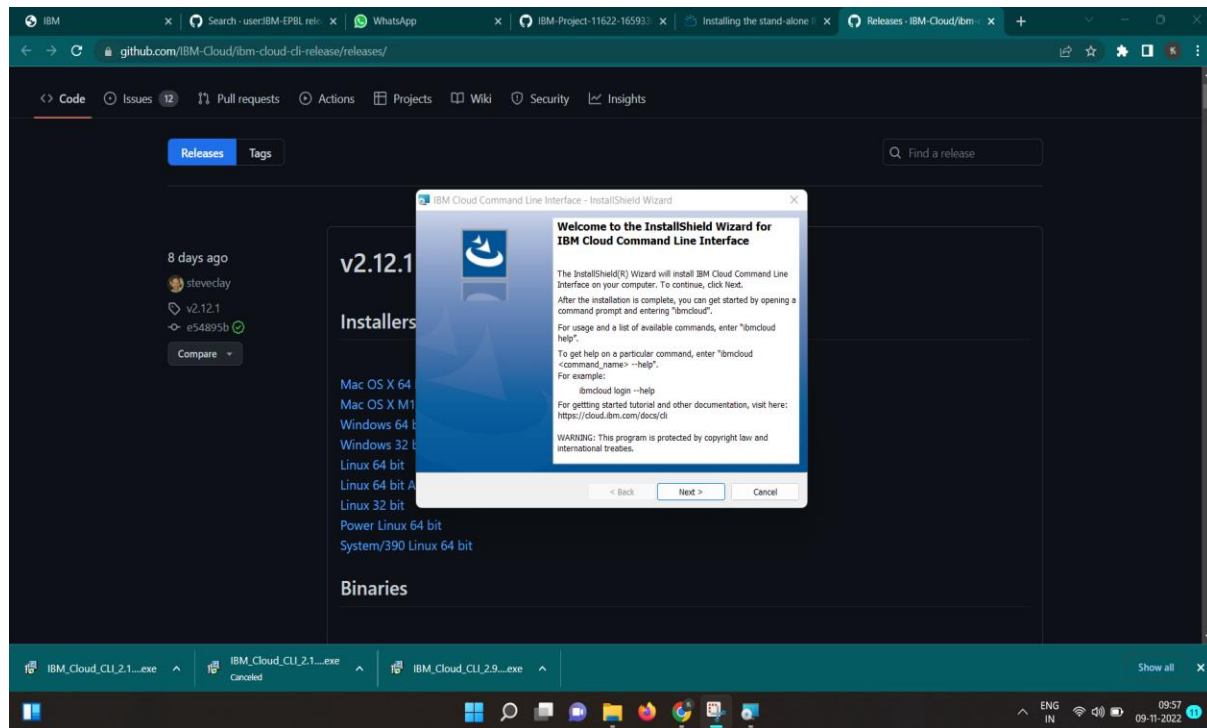 IBM
Search · user:IBM-EPBL rele
WhatsApp
IBM-Project-11622-16593
Installing the stand-alone
Releases · IBM-Cloud/ibm-c
github.com/IBM-Cloud/ibm-cloud-cli-release/releases/
K
Code
Issues 12
Pull requests
Actions
Projects
Wiki
Security
Insights
Releases
Tags
Find a release
8 days ago
steveclay
v2.12.1
e54895b
Compare
v2.12.1
Installers
Mac OS X 64
Mac OS X M1
Windows 64 b
Windows 32 b
Linux 64 bit
Linux 64 bit A
Linux 32 bit
Power Linux 64 bit
System/390 Linux 64 bit
Binaries
IBM Cloud Command Line Interface - InstallShield Wizard
Welcome to the InstallShield Wizard for
IBM Cloud Command Line Interface
The InstallShield(R) Wizard will install IBM Cloud Command Line
Interface on your computer. To continue, click Next.
After the installation is complete, you can get started by opening a
command prompt and entering "ibmcloud".
For usage and a list of available commands, enter "ibmcloud
help".
To get help on a particular command, enter "ibmcloud
<command_name> --help".
For example:
ibmcloud login --help
For gettting started tutorial and other documentation, visit here:
https://cloud.ibm.com/docs/cli
WARNING: This program is protected by copyright law and
international treaties.
< Back
Next >
Cancel
IBM_Cloud_CLI_2.1....exe
IBM_Cloud_CLI_2.1....exe
Canceled
IBM_Cloud_CLI_2.9....exe
Show all
ENG
IN
09:57
09-11-2022
11